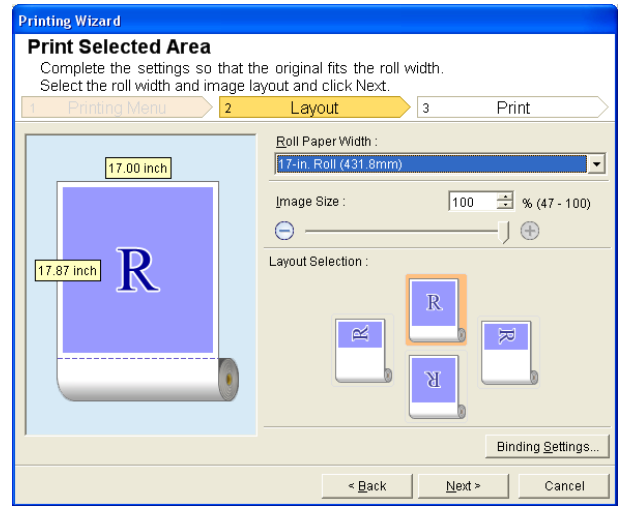 Printing Wizard
Print Selected Area
Complete the settings so that the original fits the roll width.
Select the roll width and image layout and click Next.
1 Printing Menu 2 Layout 3 Print
Roll Paper Width :
17-in. Roll (431.8mm)
17.00 inch
Image Size : 100 % (47 - 100)
17.87 inch
R
Layout Selection :
R
R
R
R
Binding Settings...
< Back Next > Cancel